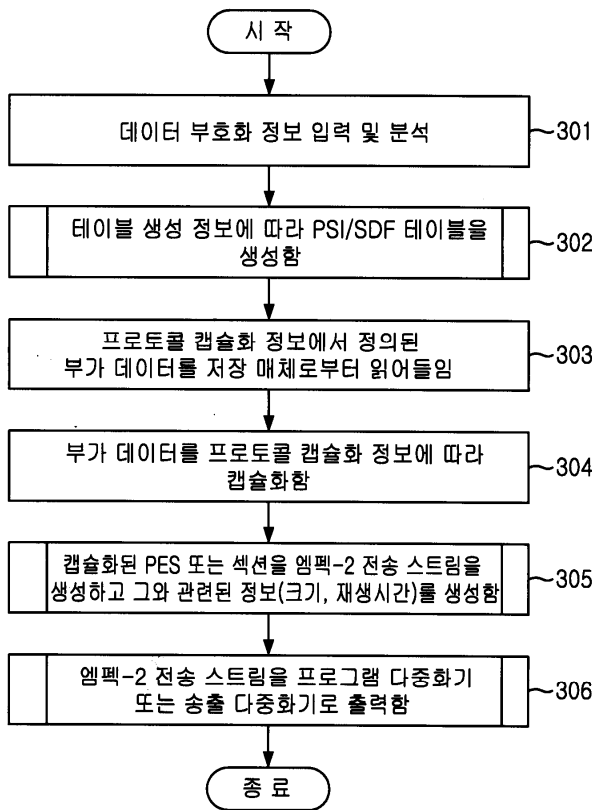 시 작
데이터 부호화 정보 입력 및 분석
301
테이블 생성 정보에 따라 PSI/SDF 테이블을
생성함
302
프로토콜 캡슐화 정보에서 정의된
부가 데이터를 저장 매체로부터 읽어들임
303
부가 데이터를 프로토콜 캡슐화 정보에 따라
캡슐화함
304
캡슐화된 PES 또는 섹션을 엠펙-2 전송 스트림을
생성하고 그와 관련된 정보(크기, 재생시간)를 생성함
305
엠펙-2 전송 스트림을 프로그램 다중화기
또는 송출 다중화기로 출력함
306
종 료